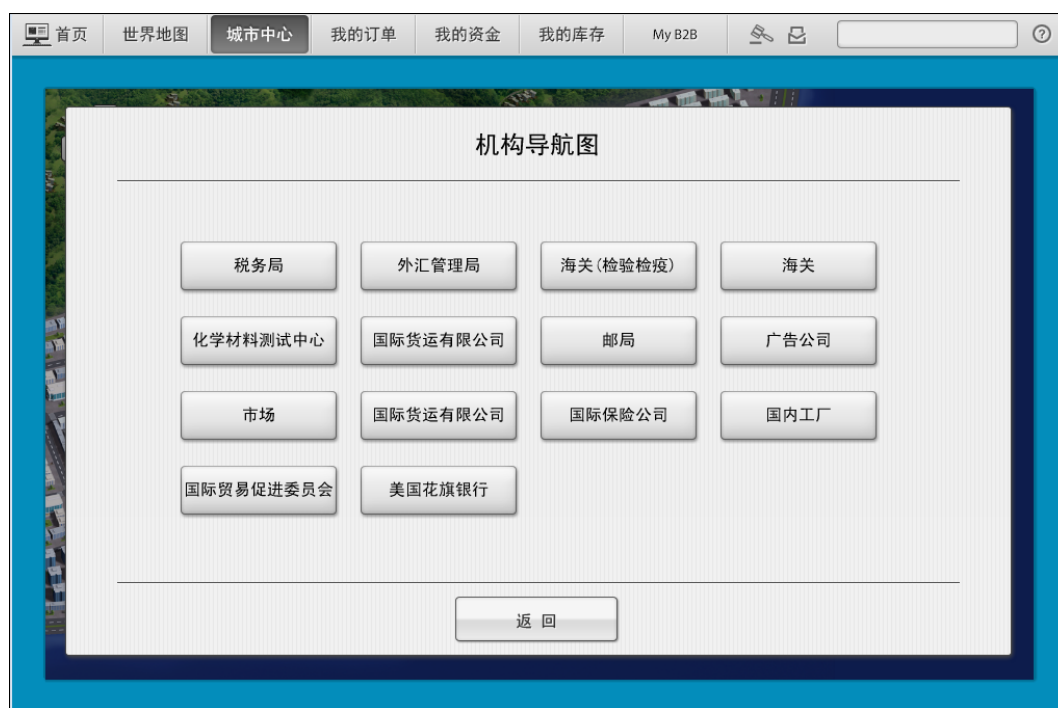 首页 世界地图 城市中心 我的订单 我的资金 我的库存 My B2B
机构导航图
税务局 外汇管理局 海关(检验检疫) 海关
化学材料测试中心 国际货运有限公司 邮局 广告公司
市场 国际货运有限公司 国际保险公司 国内工厂
国际贸易促进委员会 美国花旗银行
返 回